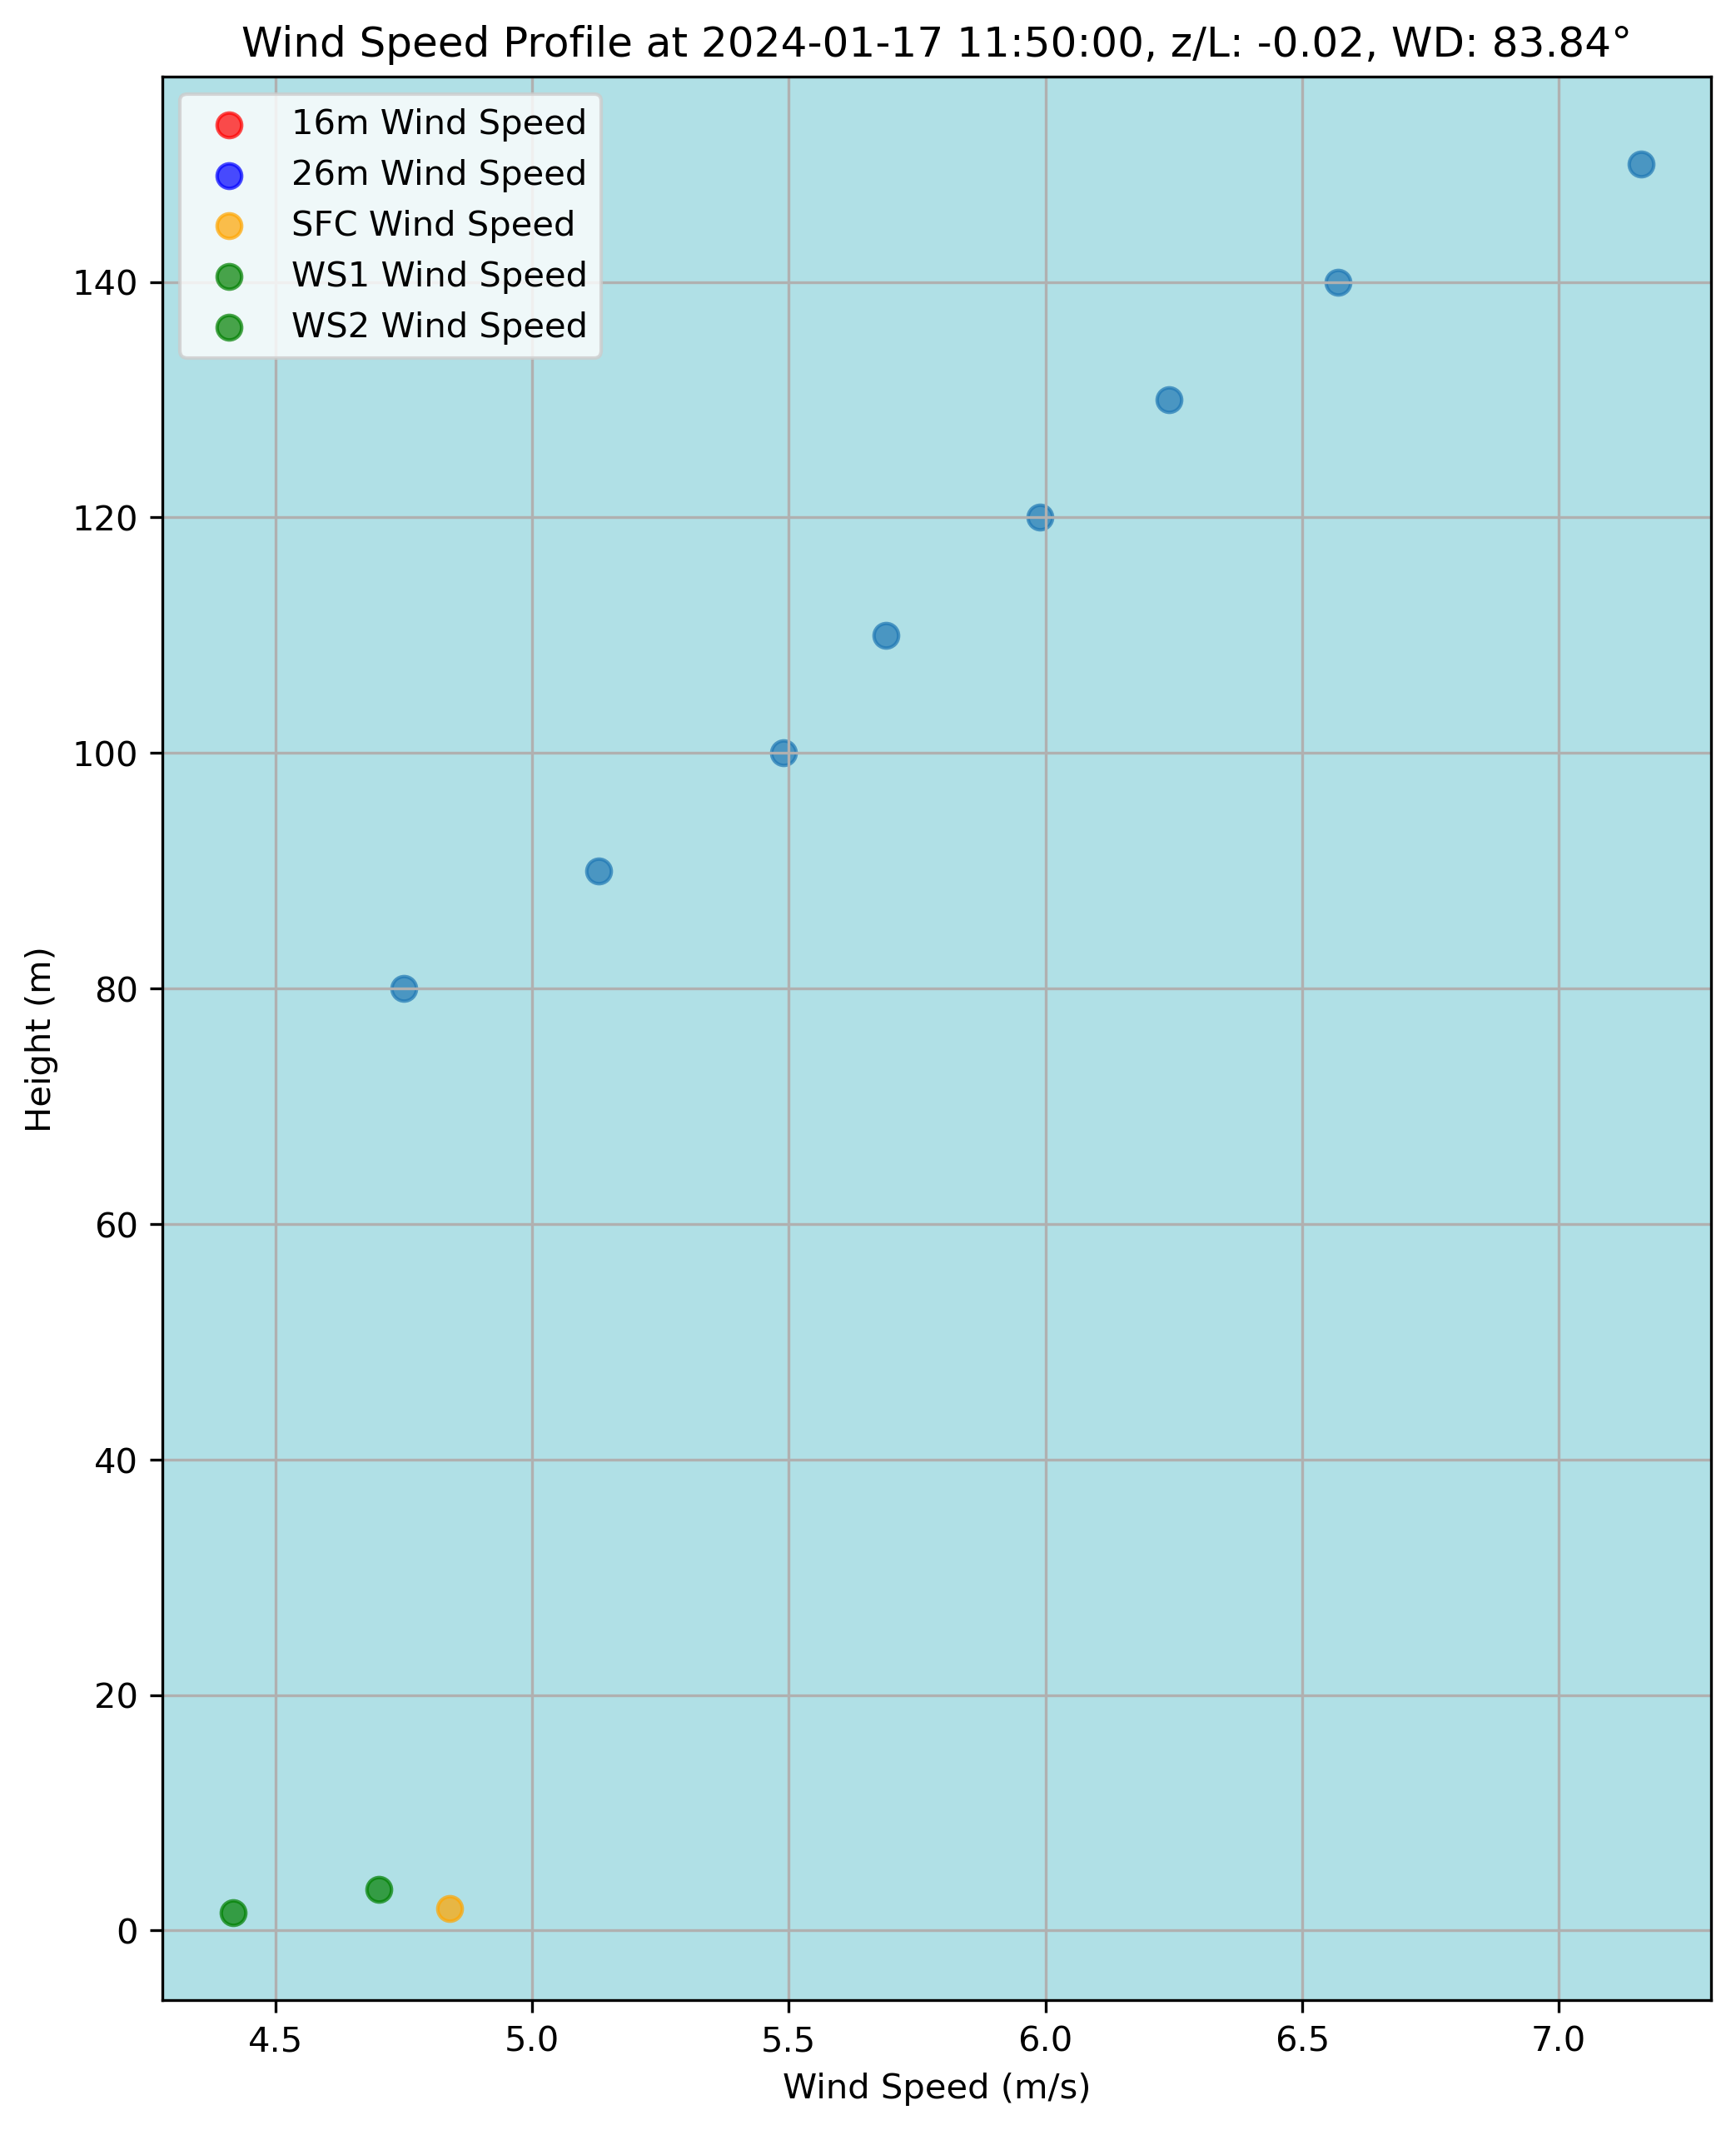 Wind Speed Profile at 2024-01-17 11:50:00, z/L: -0.02, WD: 83.84°
16m Wind Speed
26m Wind Speed
SFC Wind Speed
WS1 Wind Speed
WS2 Wind Speed
140
120
100
80
60
40
20
0
Height (m)
4.5 5.0 5.5 6.0 6.5 7.0
Wind Speed (m/s)